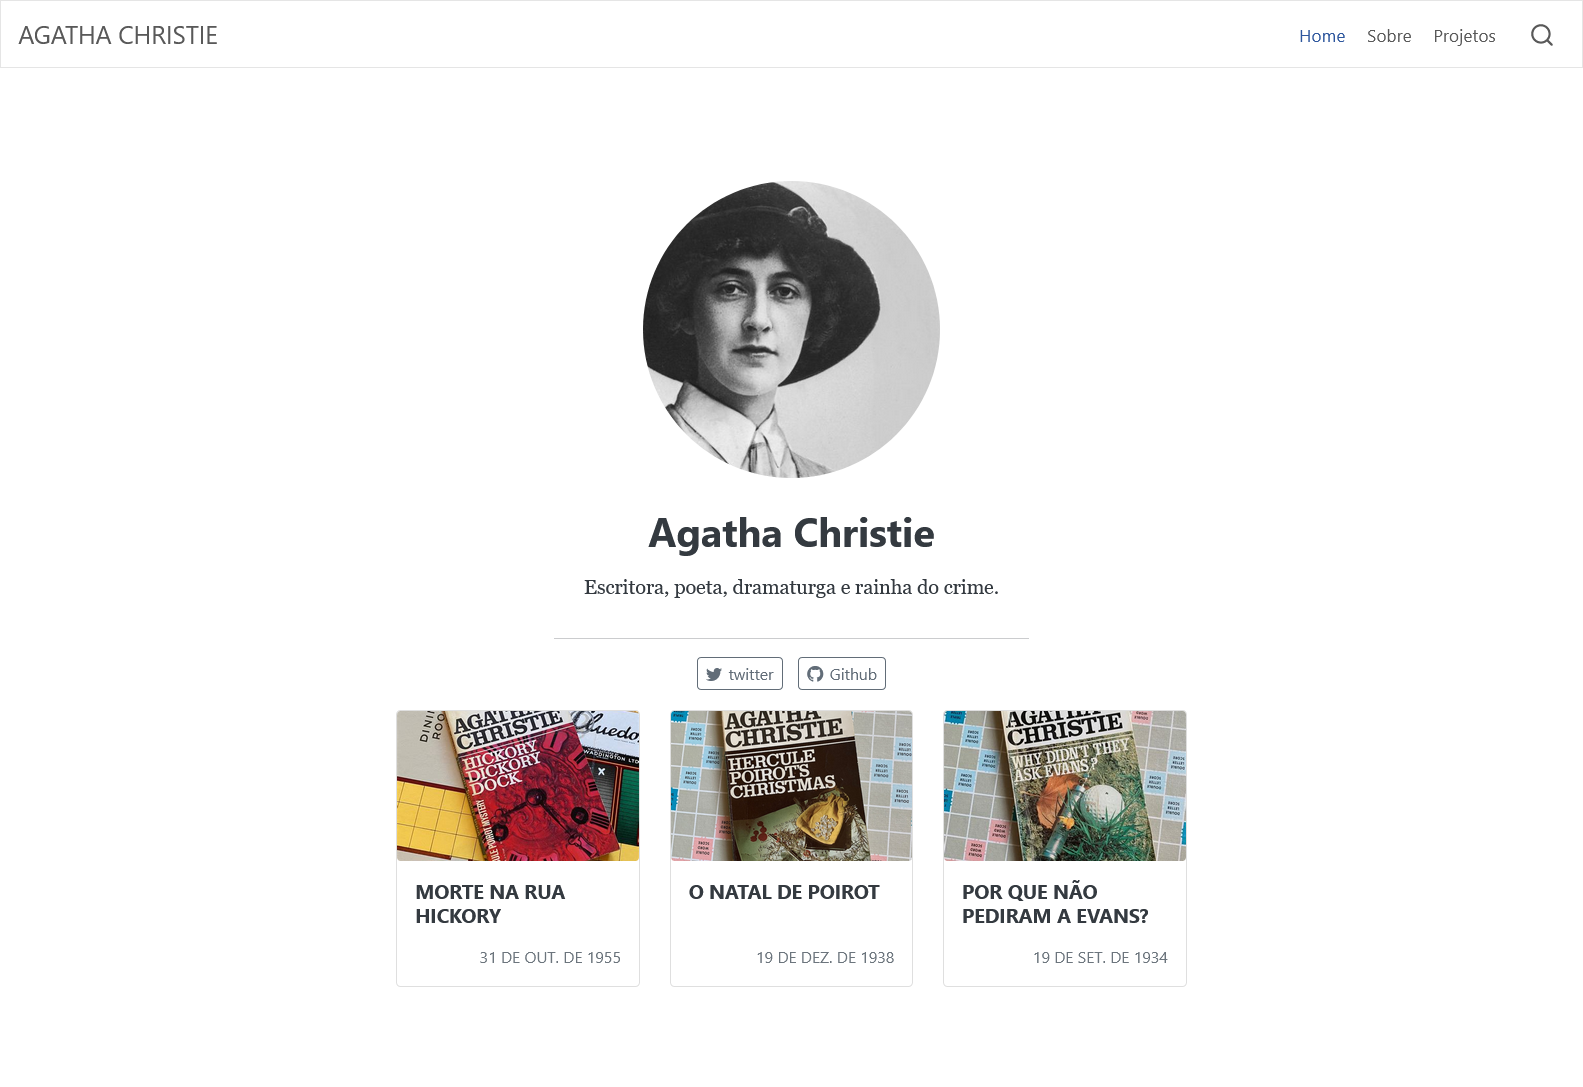 AGATHA CHRISTIE
Home
Sobre
Projetos
Agatha Christie
Escritora, poeta, dramaturga e rainha do crime.
twitter
Github
AGATHA
CHRISTIE
HICKORY
DICKORY
DOCK
WADDINGTON LTD
AGATHA
CHRISTIE
HERCULE
POIROT'S
CHRISTMAS
AGATHA
CHRISTIE
WHY DIDN'T THEY
ASK EVANS?
MORTE NA RUA
HICKORY
31 DE OUT. DE 1955
O NATAL DE POIROT
19 DE DEZ. DE 1938
POR QUE NÃO
PEDIRAM A EVANS?
19 DE SET. DE 1934